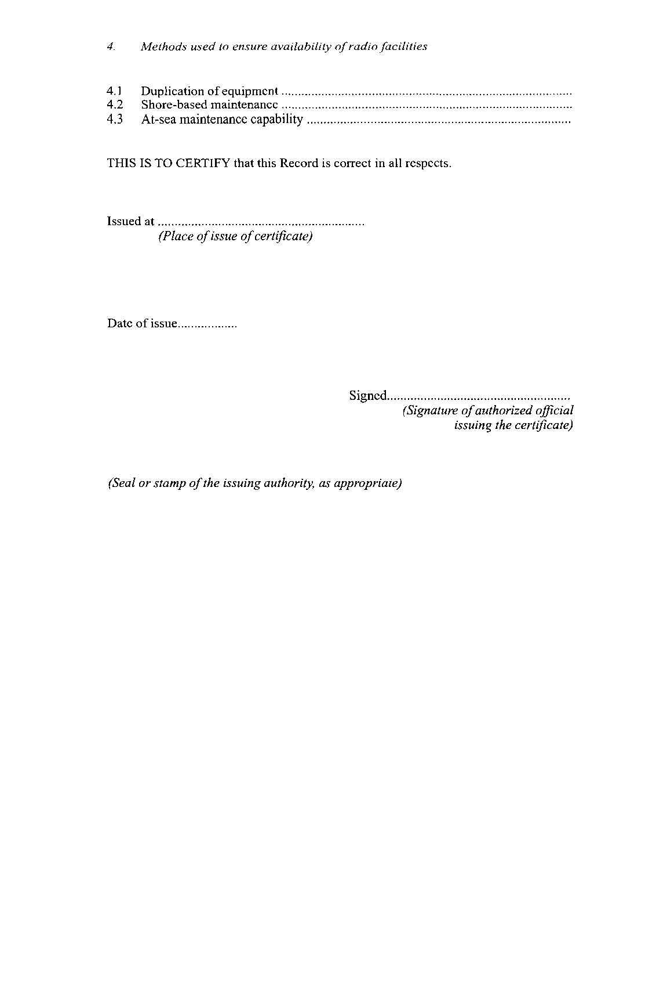 4. Methods used to ensure availability of radio facilities
4.1 Duplication of equipment ........................................................................................
4.2 Shore-based maintenance ........................................................................................
4.3 At-sea maintenance capability ................................................................................
THIS IS TO CERTIFY that this Record is correct in all respects.
Issued at ..............................................................
(Place of issue of certificate)
Date of issue..................
Signed.......................................................
(Signature of authorized official
issuing the certificate)
(Seal or stamp of the issuing authority, as appropriate)